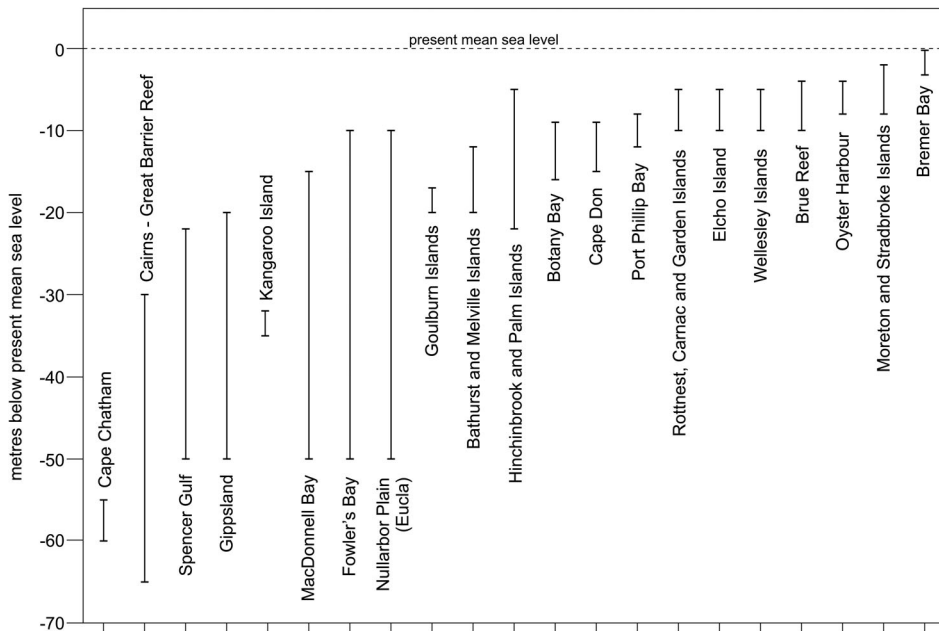 present mean sea level
metres below present mean sea level
0
-10
-20
-30
-40
-50
-60
-70
Cape Chatham
Cairns - Great Barrier Reef
Spencer Gulf
Gippsland
Kangaroo Island
MacDonnell Bay
Fowler's Bay
Nullarbor Plain
(Eucla)
Goulburn Islands
Bathurst and Melville Islands
Hinchinbrook and Palm Islands
Botany Bay
Cape Don
Port Phillip Bay
Rottnest, Carnac and Garden Islands
Elcho Island
Wellesley Islands
Brue Reef
Oyster Harbour
Moreton and Stradbroke Islands
Bremer Bay